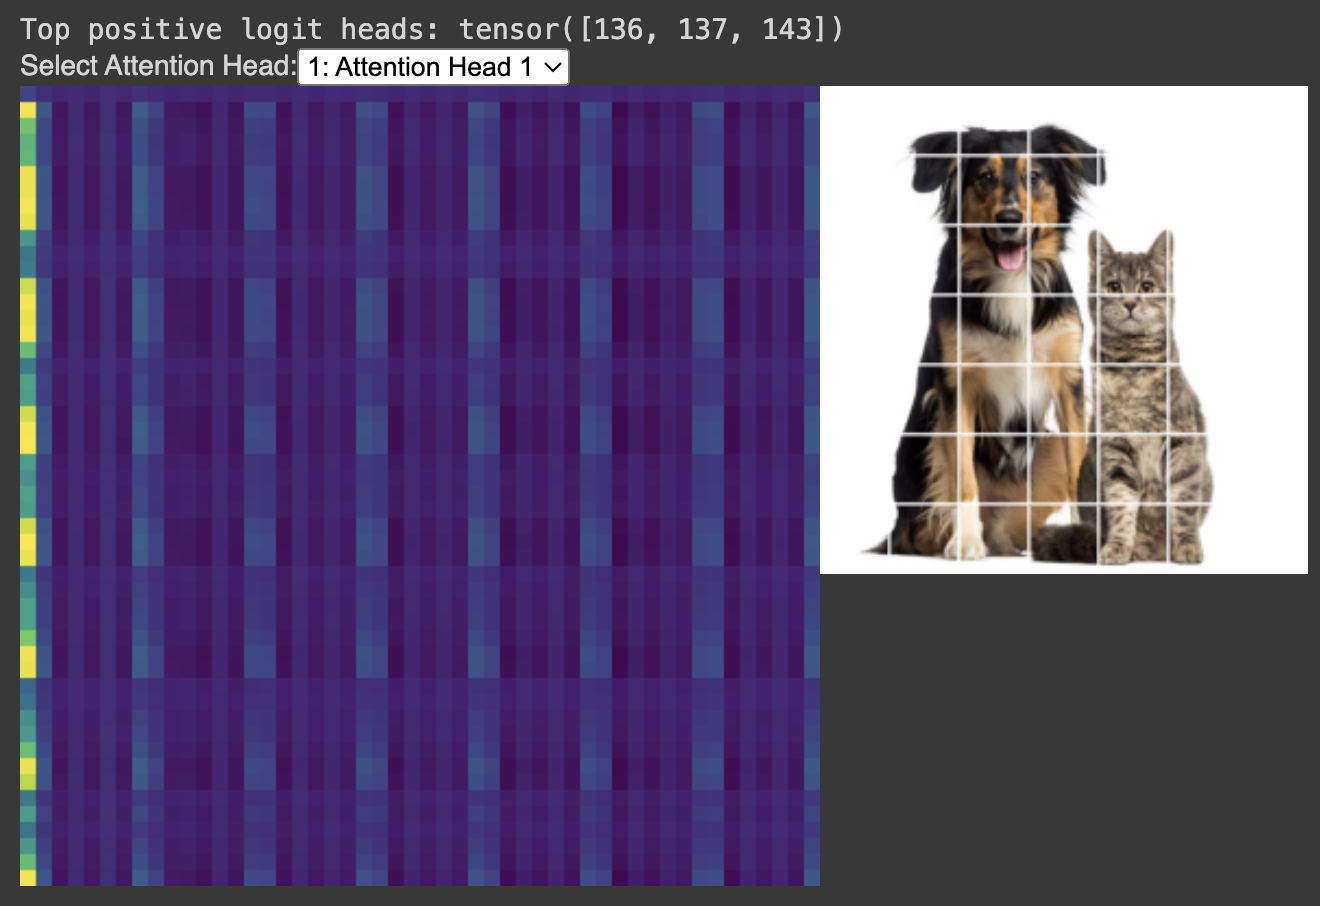 Top positive logit heads: tensor([136, 137, 143])
Select Attention Head: 1: Attention Head 1